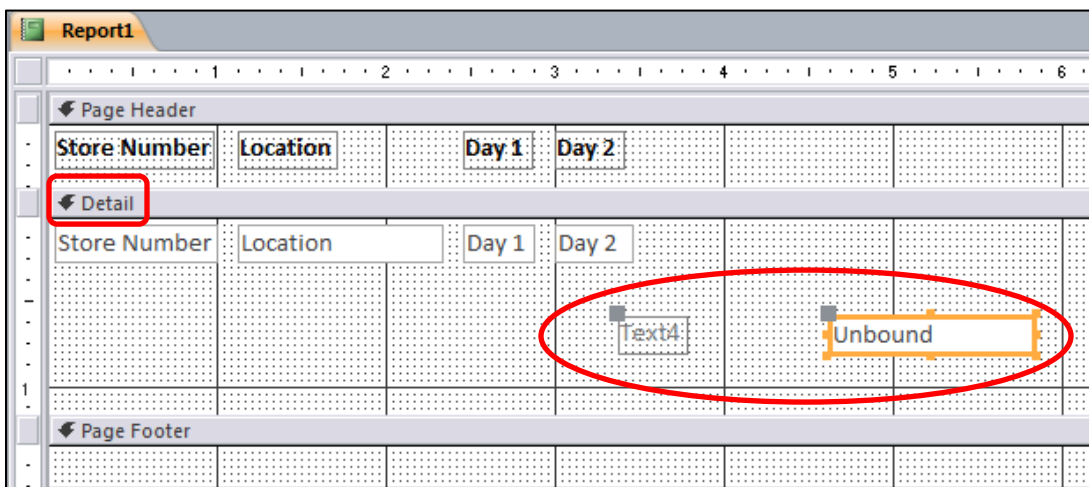 Report1
1 2 3 4 5 6
Page Header
Store Number Location Day 1 Day 2
Detail
Store Number Location Day 1 Day 2
Text4 Unbound
1
Page Footer